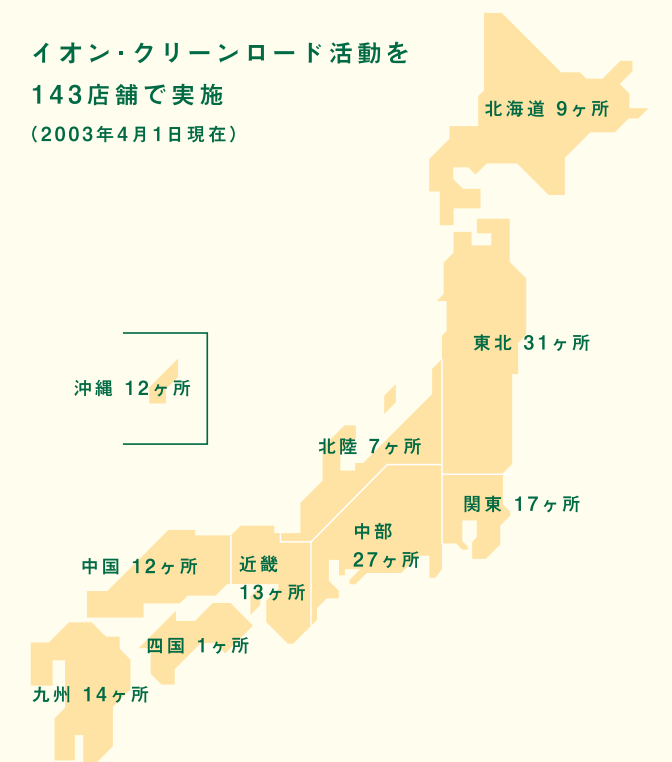 イオン・クリーンロード活動を
143店舗で実施
(2003年4月1日現在)
北海道 9ヶ所
東北 31ヶ所
沖縄 12ヶ所
北陸 7ヶ所
関東 17ヶ所
中部
27ヶ所
中国 12ヶ所
近畿
13ヶ所
四国 1ヶ所
九州 14ヶ所